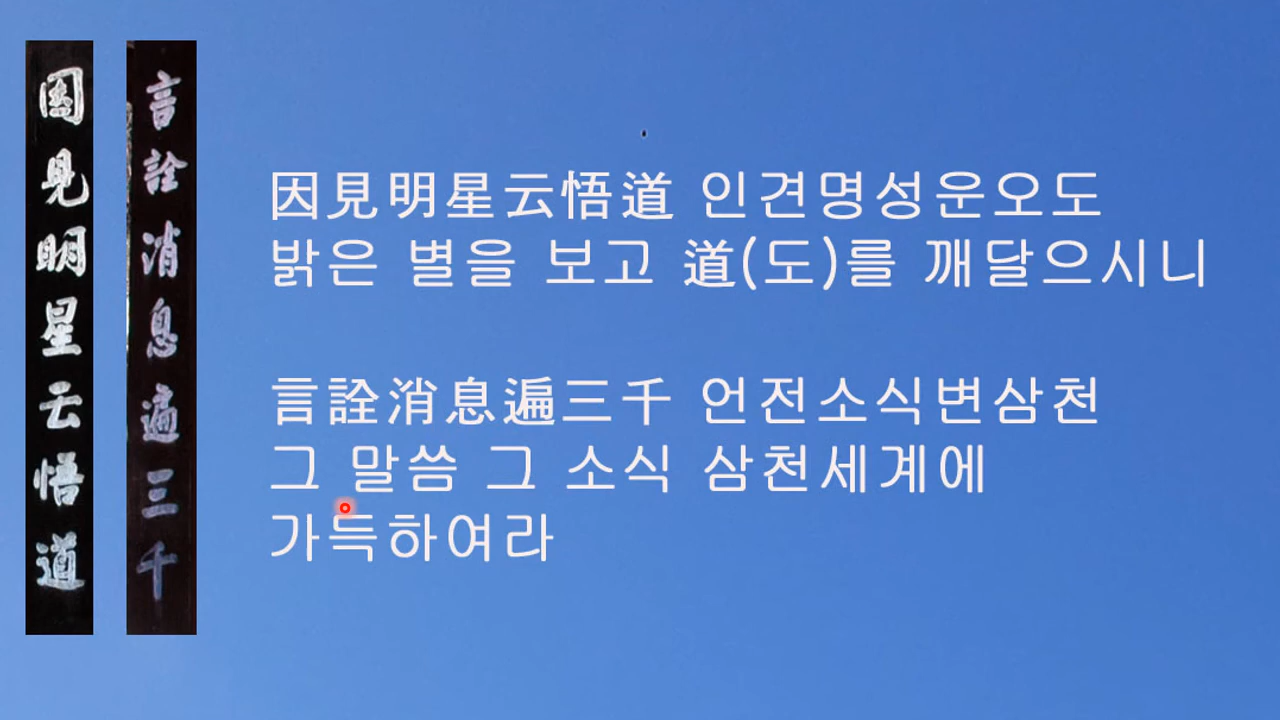 因見明星云悟道
言詮消息遍三千
因見明星云悟道 인견명성운오도
밝은 별을 보고 道(도)를 깨달으시니
言詮消息遍三千 언전소식변삼천
그 말씀 그 소식 삼천세계에
가득하여라